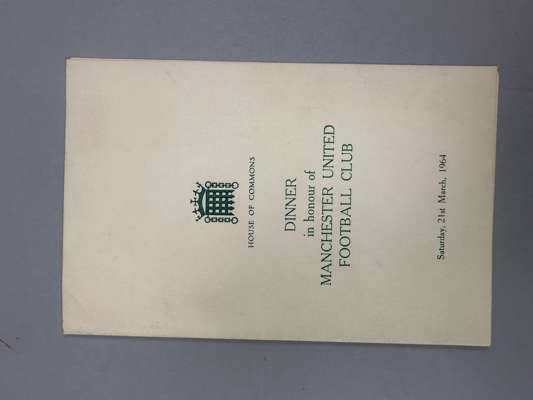 HOUSE OF COMMONS
DINNER
in honour of
MANCHESTER UNITED
FOOTBALL CLUB
Saturday, 21st March, 1964